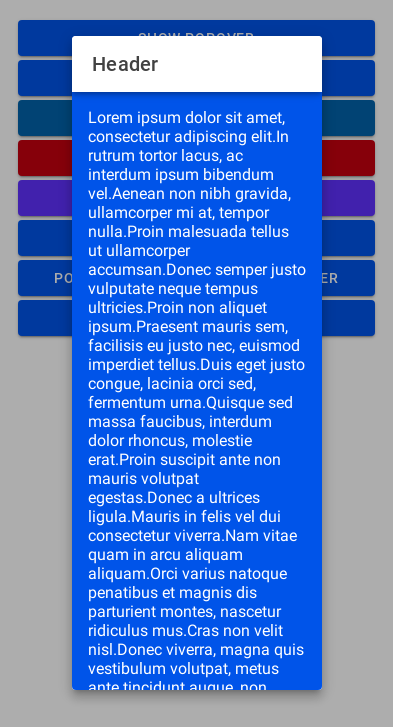 SHOW POPOVER
Header
Lorem ipsum dolor sit amet,
consectetur adipiscing elit.In
rutrum tortor lacus, ac
interdum ipsum bibendum
vel.Aenean non nibh gravida,
ullamcorper mi at, tempor
nulla.Proin malesuada tellus
ut ullamcorper
accumsan.Donec semper justo
vulputate neque tempus
ultricies.Proin non aliquet
ipsum.Praesent mauris sem,
facilisis eu justo nec, euismod
imperdiet tellus.Duis eget justo
congue, lacinia orci sed,
fermentum urna.Quisque sed
massa faucibus, interdum
dolor rhoncus, molestie
erat.Proin suscipit ante non
mauris volutpat
egestas.Donec a ultrices
ligula.Mauris in felis vel dui
consectetur viverra.Nam vitae
quam in arcu aliquam
aliquam.Orci varius natoque
penatibus et magnis dis
parturient montes, nascetur
ridiculus mus.Cras non velit
nisl.Donec viverra, magna quis
vestibulum volutpat, metus
ante tincidunt augue, non